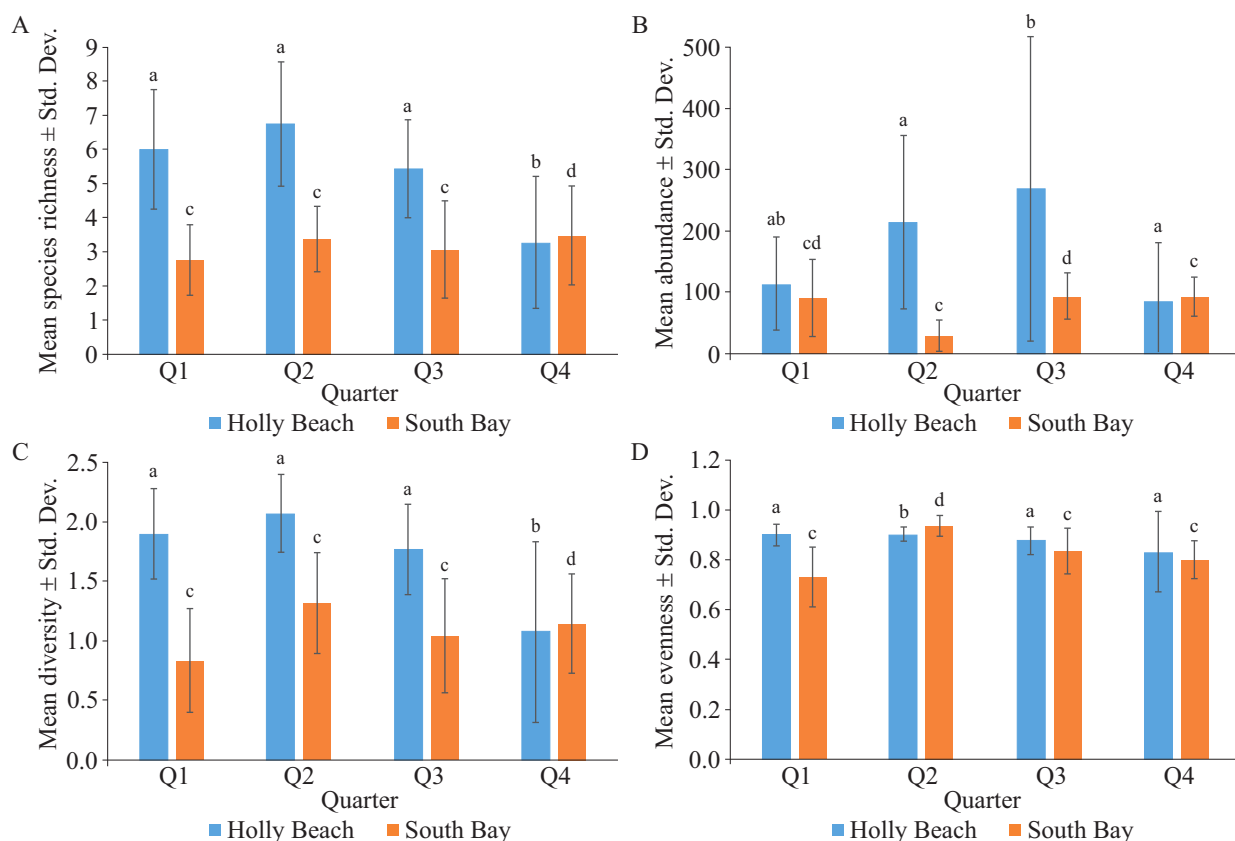 A
Mean species richness ± Std. Dev.
9
8
7
6
5
4
3
2
1
0
a
c
a
c
a
c
b
d
Q1 Q2 Q3 Q4
Quarter
Holly Beach South Bay
B
Mean abundance ± Std. Dev.
500
400
300
200
100
0
ab
cd
a
c
b
d
a
c
Q1 Q2 Q3 Q4
Quarter
Holly Beach South Bay
C
Mean diversity ± Std. Dev.
2.5
2.0
1.5
1.0
0.5
0.0
a
c
a
c
a
c
b
d
Q1 Q2 Q3 Q4
Quarter
Holly Beach South Bay
D
Mean evenness ± Std. Dev.
1.2
1.0
0.8
0.6
0.4
0.2
0.0
a
c
b
d
a
c
a
c
Q1 Q2 Q3 Q4
Quarter
Holly Beach South Bay